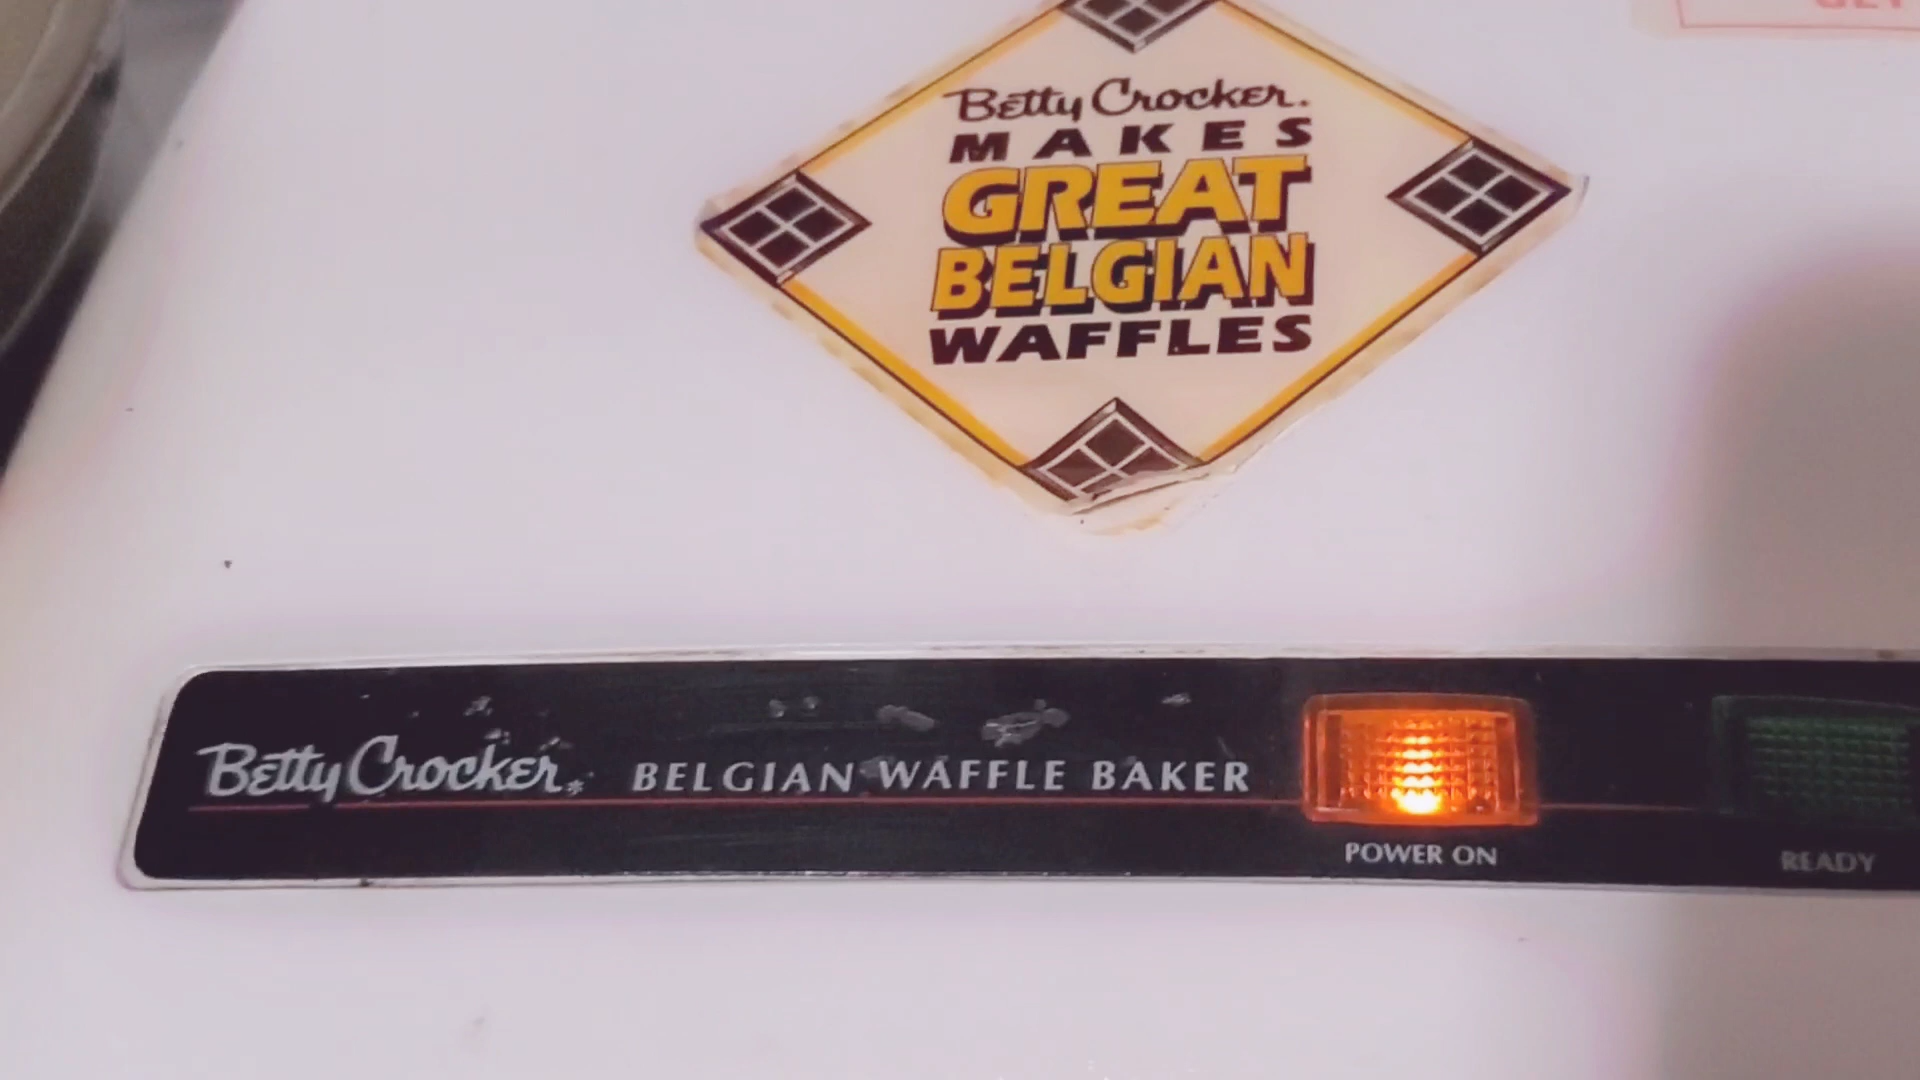 Betty Crocker.
MAKES
GREAT
BELGIAN
WAFFLES
Betty Crocker* BELGIAN WAFFLE BAKER
POWER ON
READY